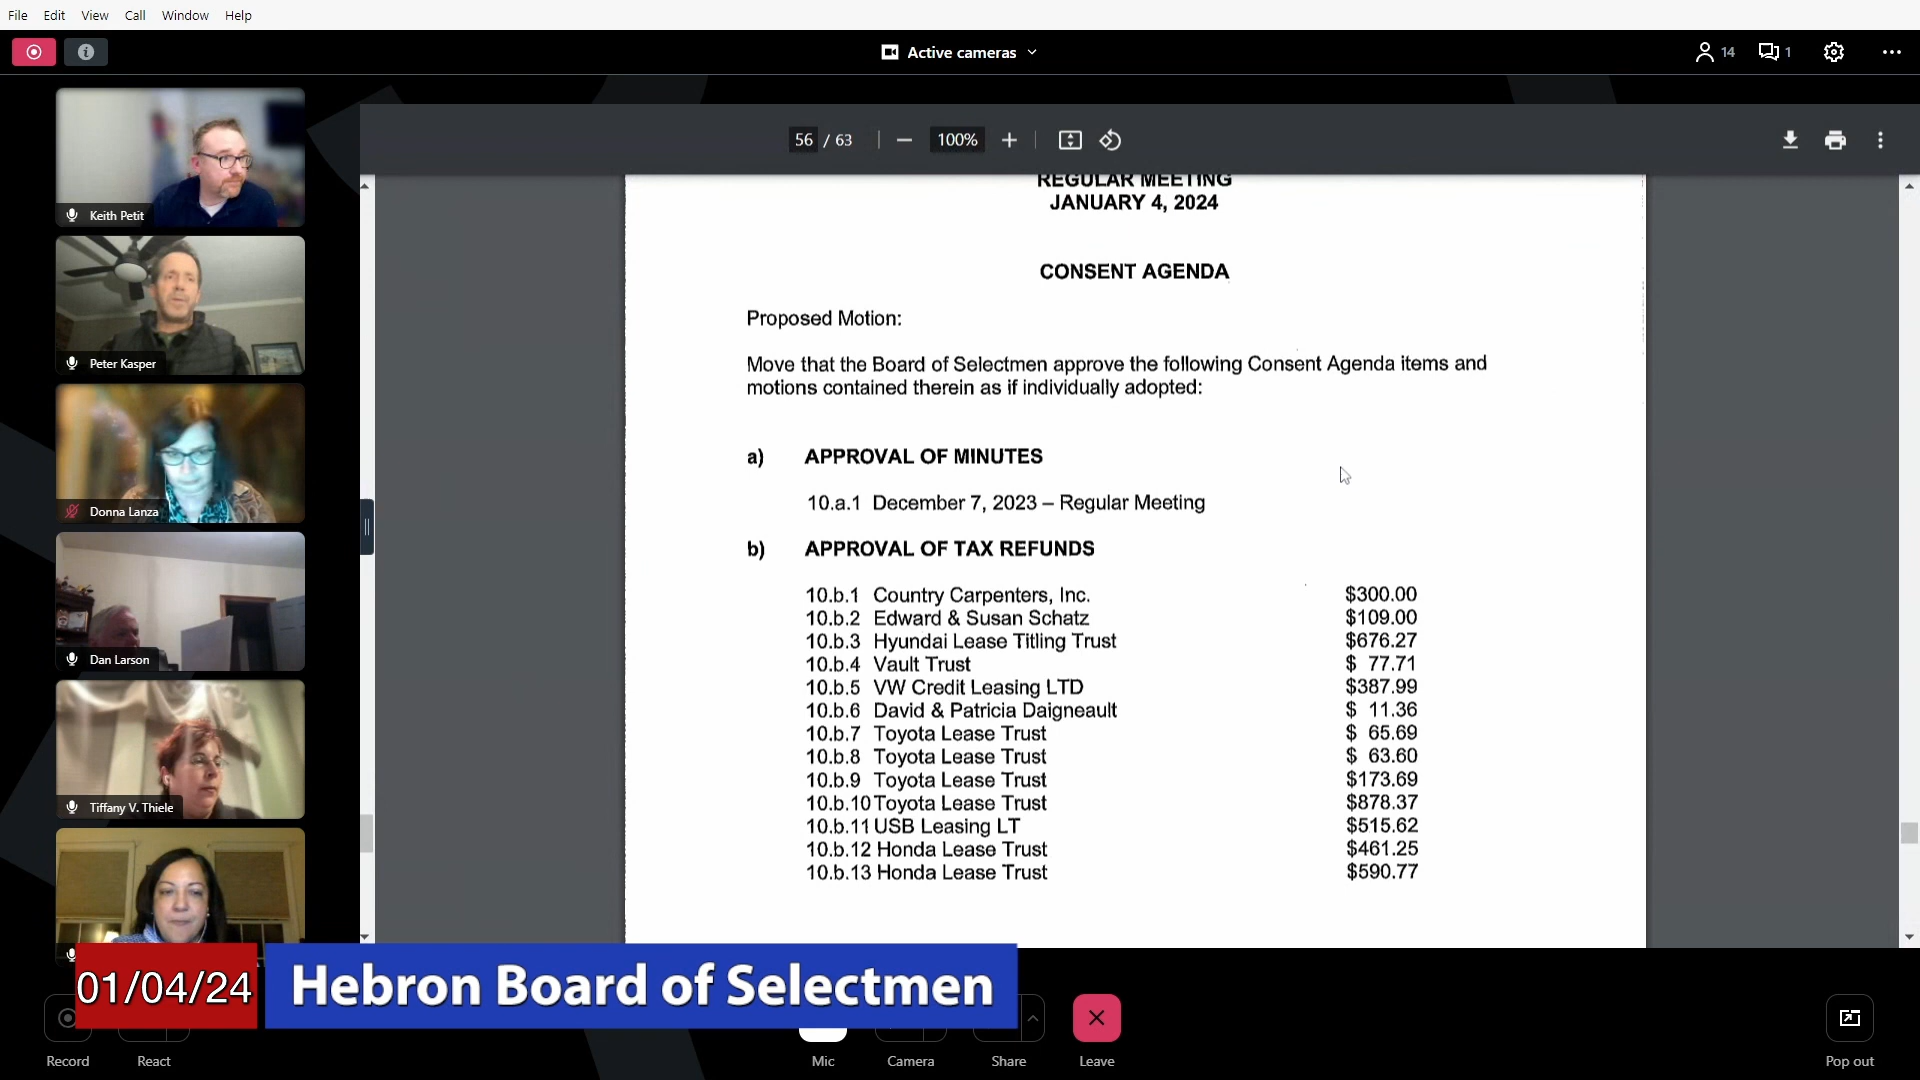 File Edit View Call Window Help
Active cameras
14
1
56 / 63
100%
Keith Petit
Peter Kasper
Donna Lanza
Dan Larson
Tiffany V. Thiele
REGULAR MEETING
JANUARY 4, 2024
CONSENT AGENDA
Proposed Motion:
Move that the Board of Selectmen approve the following Consent Agenda items and
motions contained therein as if individually adopted:
a) APPROVAL OF MINUTES
10.a.1 December 7, 2023 – Regular Meeting
b) APPROVAL OF TAX REFUNDS
10.b.1 Country Carpenters, Inc. $300.00
10.b.2 Edward & Susan Schatz $109.00
10.b.3 Hyundai Lease Titling Trust $676.27
10.b.4 Vault Trust $ 77.71
10.b.5 VW Credit Leasing LTD $387.99
10.b.6 David & Patricia Daigneault $ 11.36
10.b.7 Toyota Lease Trust $ 65.69
10.b.8 Toyota Lease Trust $ 63.60
10.b.9 Toyota Lease Trust $173.69
10.b.10 Toyota Lease Trust $878.37
10.b.11 USB Leasing LT $515.62
10.b.12 Honda Lease Trust $461.25
10.b.13 Honda Lease Trust $590.77
01/04/24 Hebron Board of Selectmen
Record React Mic Camera Share Leave Pop out